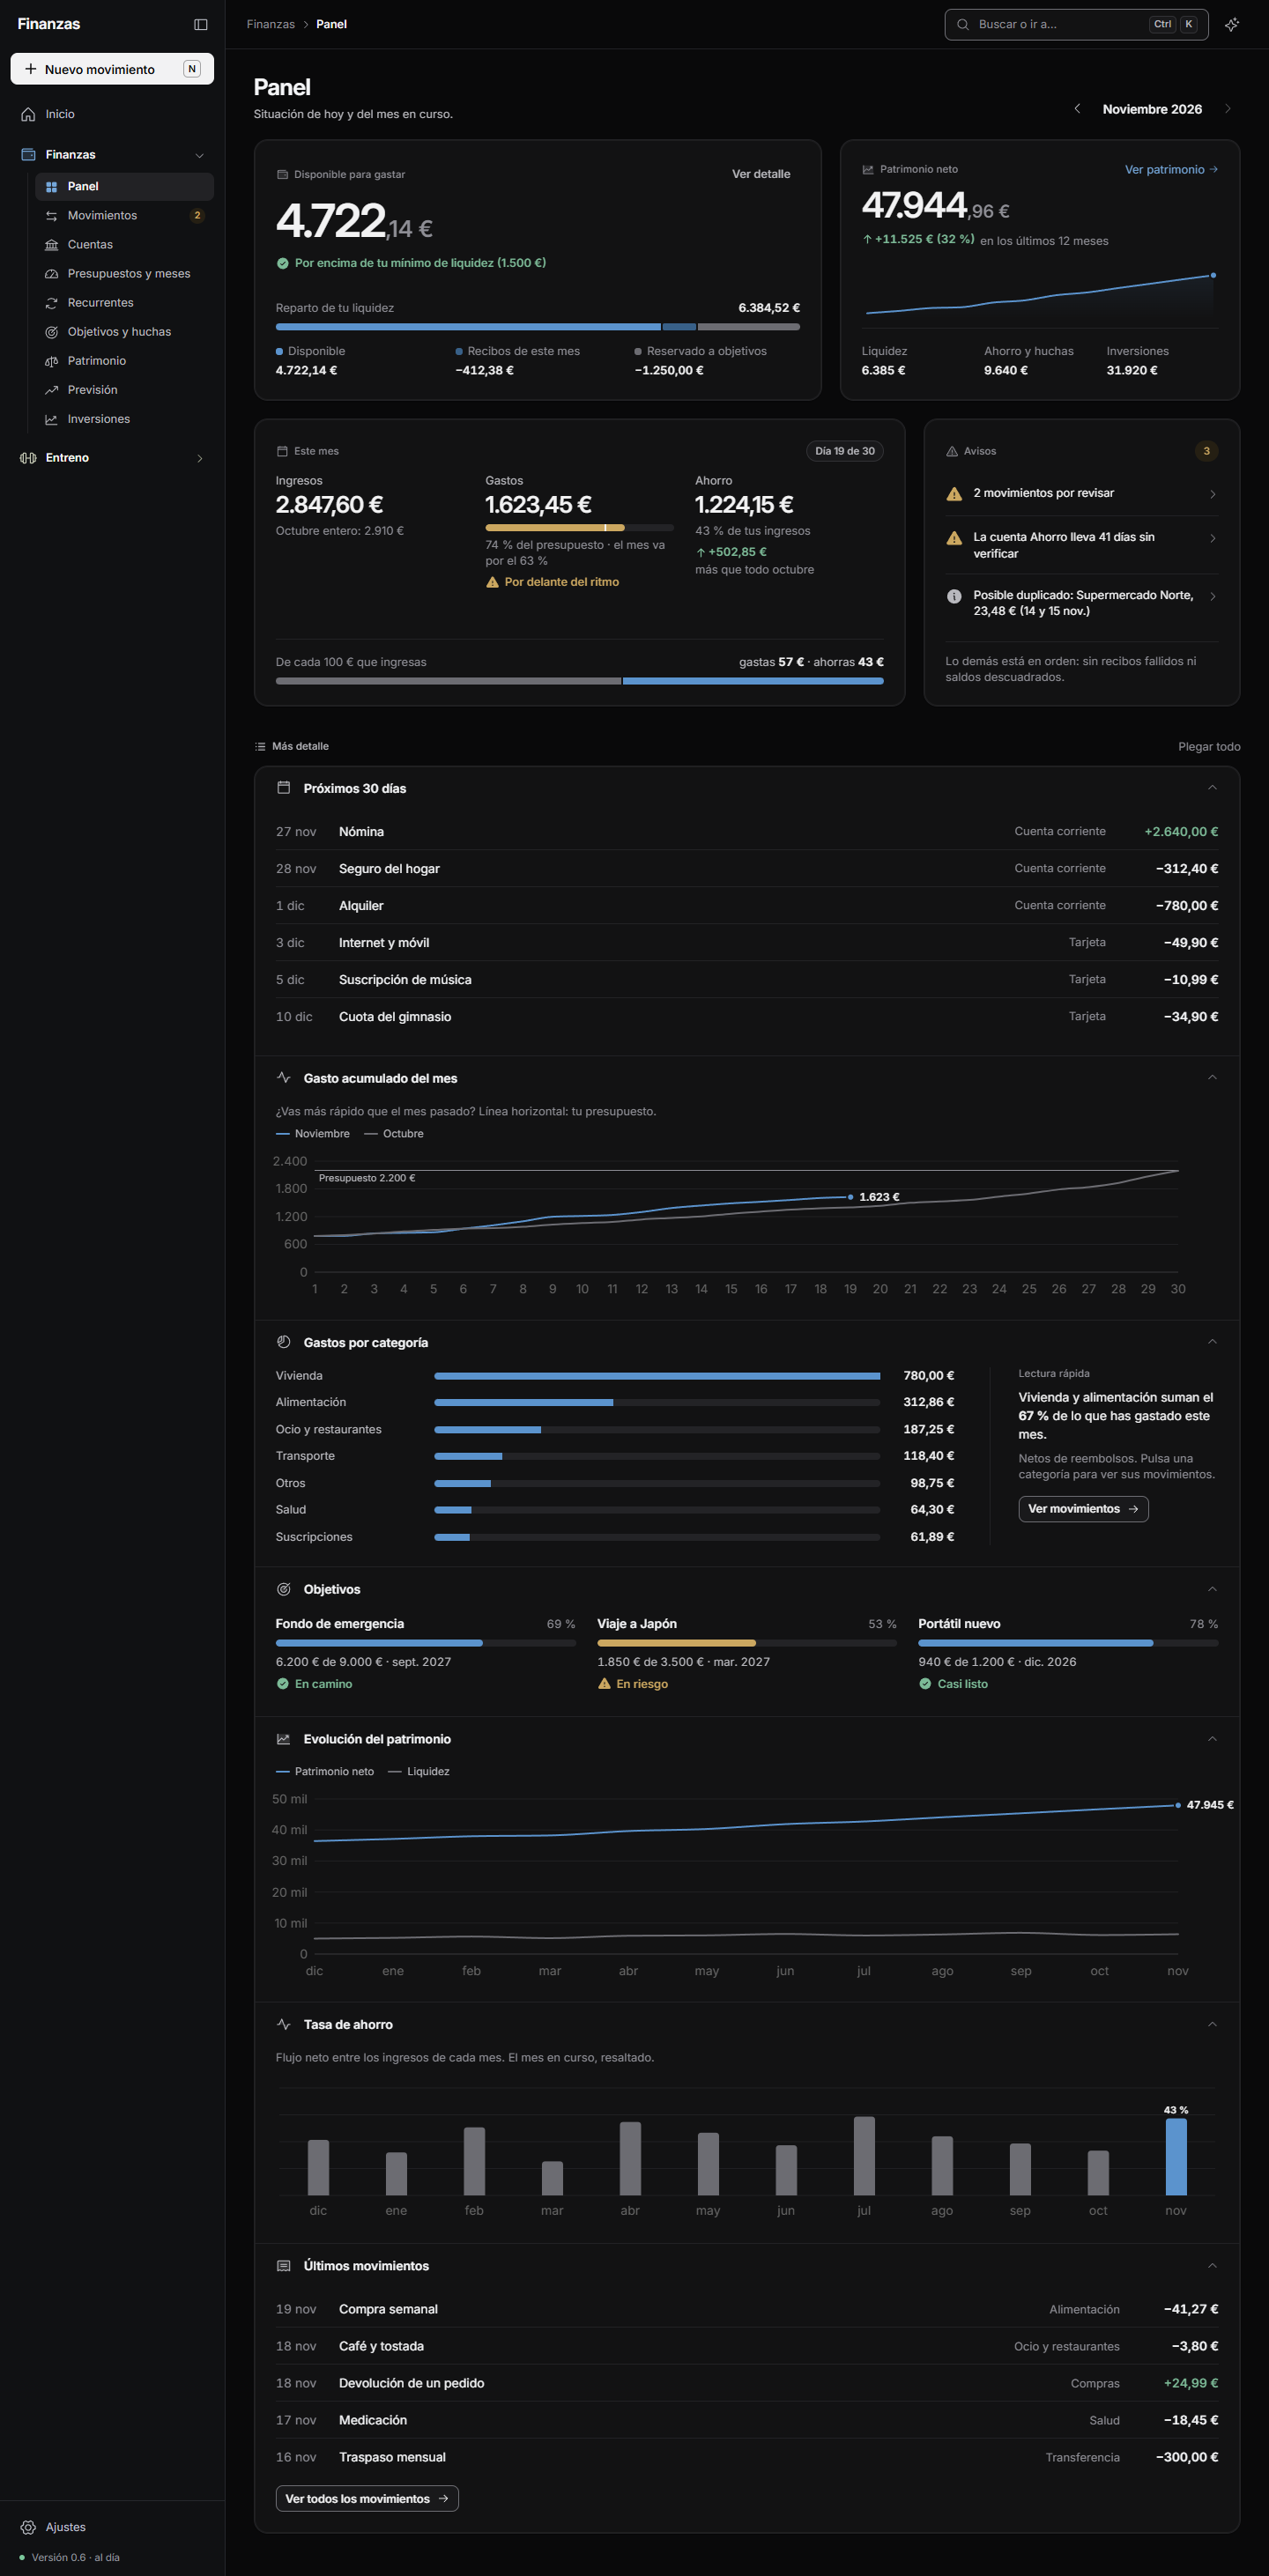 Finanzas
Nuevo movimiento N
Inicio
Finanzas
Panel
Movimientos 2
Cuentas
Presupuestos y meses
Recurrentes
Objetivos y huchas
Patrimonio
Previsión
Inversiones
Entreno
Ajustes
Versión 0.6 · al día
Finanzas > Panel
Buscar o ir a... Ctrl K
Panel
Situación de hoy y del mes en curso.
Noviembre 2026
Disponible para gastar
Ver detalle
4.722,14 €
Por encima de tu mínimo de liquidez (1.500 €)
Reparto de tu liquidez 6.384,52 €
Disponible Recibos de este mes Reservado a objetivos
4.722,14 € −412,38 € −1.250,00 €
Patrimonio neto
Ver patrimonio →
47.944,96 €
↑ +11.525 € (32 %) en los últimos 12 meses
Liquidez Ahorro y huchas Inversiones
6.385 € 9.640 € 31.920 €
Este mes
Día 19 de 30
Ingresos
2.847,60 €
Octubre entero: 2.910 €
Gastos
1.623,45 €
74 % del presupuesto · el mes va
por el 63 %
Por delante del ritmo
Ahorro
1.224,15 €
43 % de tus ingresos
↑ +502,85 €
más que todo octubre
De cada 100 € que ingresas gastas 57 € · ahorras 43 €
Avisos 3
2 movimientos por revisar
La cuenta Ahorro lleva 41 días sin
verificar
Posible duplicado: Supermercado Norte,
23,48 € (14 y 15 nov.)
Lo demás está en orden: sin recibos fallidos ni
saldos descuadrados.
Más detalle
Plegar todo
Próximos 30 días
27 nov Nómina Cuenta corriente +2.640,00 €
28 nov Seguro del hogar Cuenta corriente −312,40 €
1 dic Alquiler Cuenta corriente −780,00 €
3 dic Internet y móvil Tarjeta −49,90 €
5 dic Suscripción de música Tarjeta −10,99 €
10 dic Cuota del gimnasio Tarjeta −34,90 €
Gasto acumulado del mes
¿Vas más rápido que el mes pasado? Línea horizontal: tu presupuesto.
Noviembre Octubre
2.400
Presupuesto 2.200 €
1.800
1.623 €
1.200
600
0
1 2 3 4 5 6 7 8 9 10 11 12 13 14 15 16 17 18 19 20 21 22 23 24 25 26 27 28 29 30
Gastos por categoría
Vivienda 780,00 €
Alimentación 312,86 €
Ocio y restaurantes 187,25 €
Transporte 118,40 €
Otros 98,75 €
Salud 64,30 €
Suscripciones 61,89 €
Lectura rápida
Vivienda y alimentación suman el
67 % de lo que has gastado este
mes.
Netos de reembolsos. Pulsa una
categoría para ver sus movimientos.
Ver movimientos →
Objetivos
Fondo de emergencia 69 %
6.200 € de 9.000 € · sept. 2027
En camino
Viaje a Japón 53 %
1.850 € de 3.500 € · mar. 2027
En riesgo
Portátil nuevo 78 %
940 € de 1.200 € · dic. 2026
Casi listo
Evolución del patrimonio
Patrimonio neto Liquidez
50 mil
47.945 €
40 mil
30 mil
20 mil
10 mil
0
dic ene feb mar abr may jun jul ago sep oct nov
Tasa de ahorro
Flujo neto entre los ingresos de cada mes. El mes en curso, resaltado.
43 %
dic ene feb mar abr may jun jul ago sep oct nov
Últimos movimientos
19 nov Compra semanal Alimentación −41,27 €
18 nov Café y tostada Ocio y restaurantes −3,80 €
18 nov Devolución de un pedido Compras +24,99 €
17 nov Medicación Salud −18,45 €
16 nov Traspaso mensual Transferencia −300,00 €
Ver todos los movimientos →